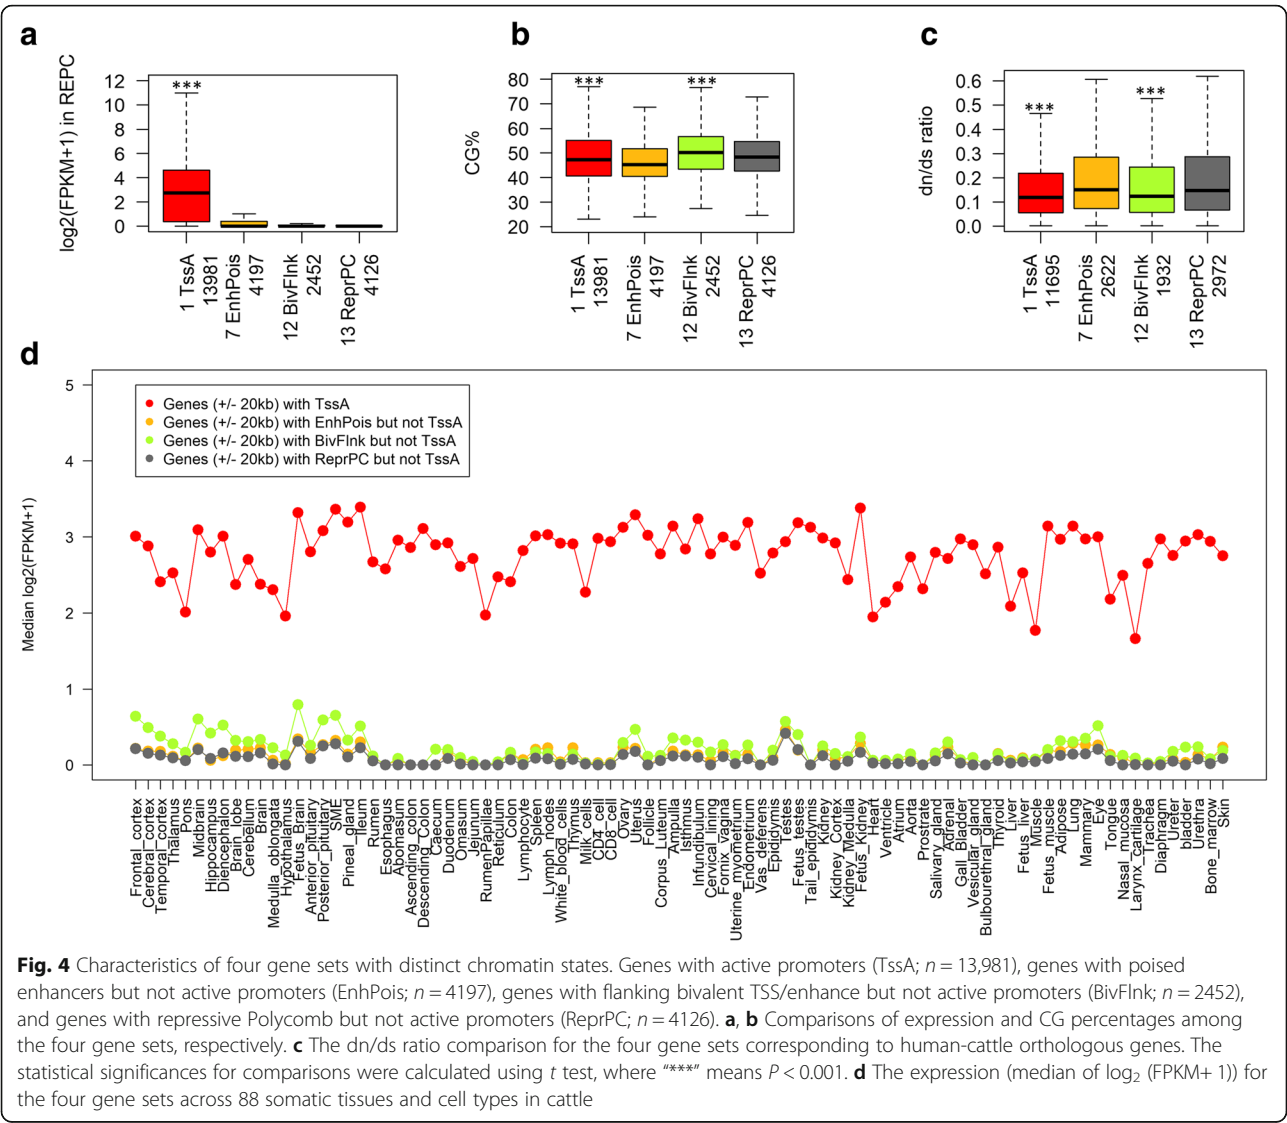 a
log2(FPKM+1) in REPC
12
10
8
6
4
2
0
***
1 TssA
13981
7 EnhPois
4197
12 BivFlnk
2452
13 ReprPC
4126
b
CG%
80
70
60
50
40
30
20
***
***
1 TssA
13981
7 EnhPois
4197
12 BivFlnk
2452
13 ReprPC
4126
c
dn/ds ratio
0.6
0.5
0.4
0.3
0.2
0.1
0.0
***
***
1 TssA
11695
7 EnhPois
2622
12 BivFlnk
1932
13 ReprPC
2972
d
Median log2(FPKM+1)
5
4
3
2
1
0
Genes (+/- 20kb) with TssA
Genes (+/- 20kb) with EnhPois but not TssA
Genes (+/- 20kb) with BivFlnk but not TssA
Genes (+/- 20kb) with ReprPC but not TssA
Frontal_cortex
Cerebral_cortex
Temporal_cortex
Thalamus
Pons
Midbrain
Hippocampus
Diencephalon
Brain_lobe
Cerebellum
Brain
Medulla_oblongata
Hypothalamus
Fetus_Brain
Anterior_pituitary
Posterior_pituitary
SME
Pineal_gland
Ileum
Rumen
Esophagus
Abomasum
Ascending_colon
Descending_Colon
Caecum
Duodenum
Omasum
Jejunum
RumenPapillae
Reticulum
Colon
Lymphocyte
Spleen
Lymph_nodes
White_blood_cells
Thymus
Milk_cells
CD4_cell
CD8_cell
Ovary
Uterus
Follicle
Corpus_Luteum
Ampulla
Isthmus
Infundibulum
Cervical_lining
Fornix_Vagina
Uterine_myometrium
Endometrium
Vas_deferens
Epididymis
Testes
Fetus_testes
Tail_epididymis
Kidney
Kidney_Cortex
Kidney_Medulla
Fetus_Kidney
Heart
Ventricle
Atrium
Aorta
Prostate
Salivary_gland
Adrenal
Gall_Bladder
Vesicular_gland
Bulbourethral_gland
Thyroid
Liver
Fetus_liver
Muscle
Fetus_muscle
Adipose
Lung
Mammary
Eye
Tongue
Nasal_mucosa
Larynx_cartilage
Trachea
Diaphragm
Ureter
bladder
Urethra
Bone_marrow
Skin
Fig. 4 Characteristics of four gene sets with distinct chromatin states. Genes with active promoters (TssA; n = 13,981), genes with poised
enhancers but not active promoters (EnhPois; n = 4197), genes with flanking bivalent TSS/enhance but not active promoters (BivFlnk; n = 2452),
and genes with repressive Polycomb but not active promoters (ReprPC; n = 4126). a, b Comparisons of expression and CG percentages among
the four gene sets, respectively. c The dn/ds ratio comparison for the four gene sets corresponding to human-cattle orthologous genes. The
statistical significances for comparisons were calculated using t test, where “***” means P < 0.001. d The expression (median of log2 (FPKM+ 1)) for
the four gene sets across 88 somatic tissues and cell types in cattle